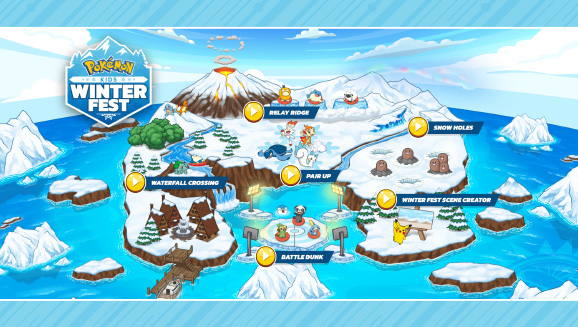 Pokémon
KIDS
WINTER
FEST
RELAY RIDGE
SNOW HOLES
WATERFALL CROSSING
PAIR UP
WINTER FEST SCENE CREATOR
BATTLE DUNK